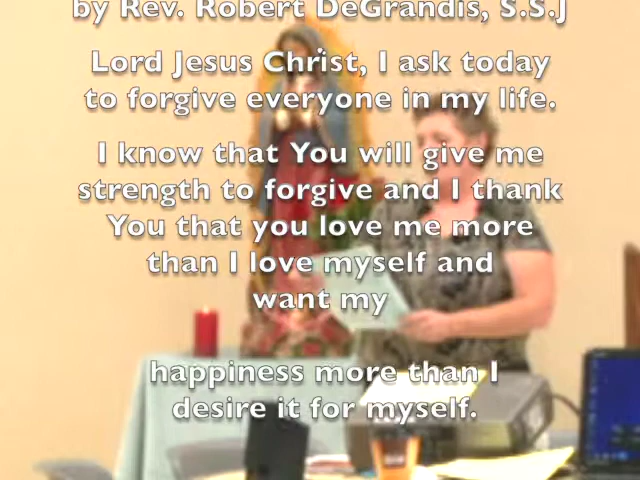 by Rev. Robert DeGrandis, S.S.J
Lord Jesus Christ, I ask today
to forgive everyone in my life.
I know that You will give me
strength to forgive and I thank
You that you love me more
than I love myself and
want my
happiness more than I
desire it for myself.